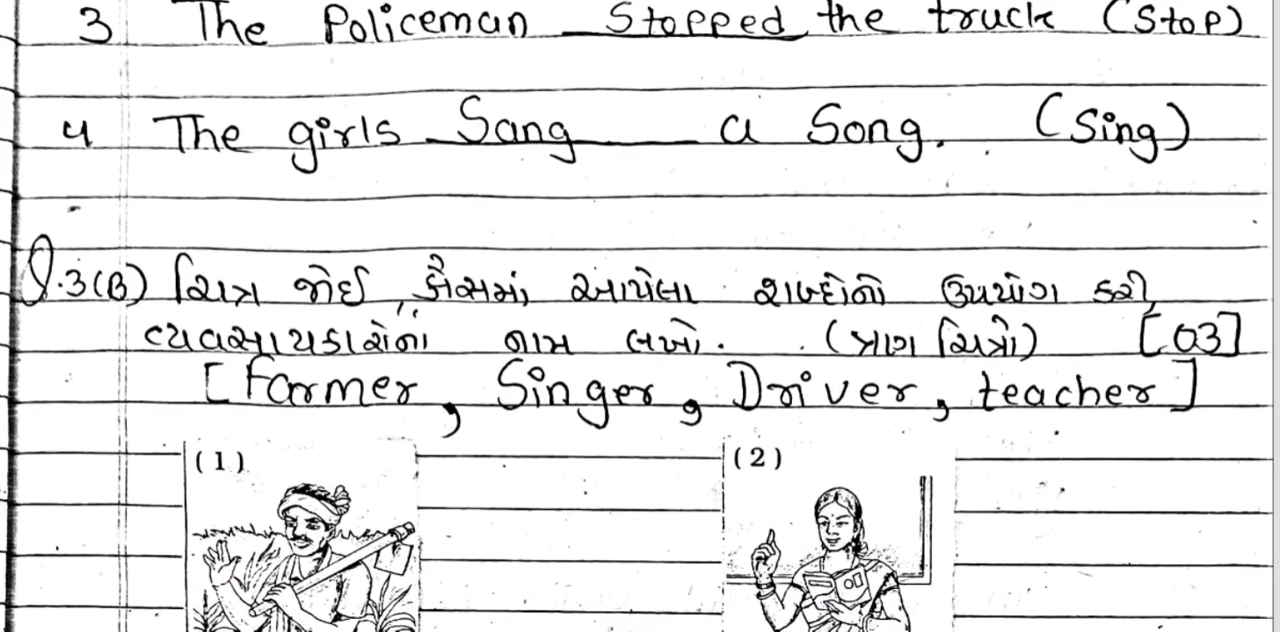 3 The Policeman Stopped the truck (Stop)
૫ The girls Sang a Song. (Sing)
Q.3(B) ચિત્ર જોઈ, કૌંસમાં આપેલા શબ્દોનો ઉપયોગ કરી,
વ્યવસાયકારોનાં નામ લખો. (ત્રણ ચિત્રો) [03]
[Farmer, Singer, Driver, teacher]
(1) (2)